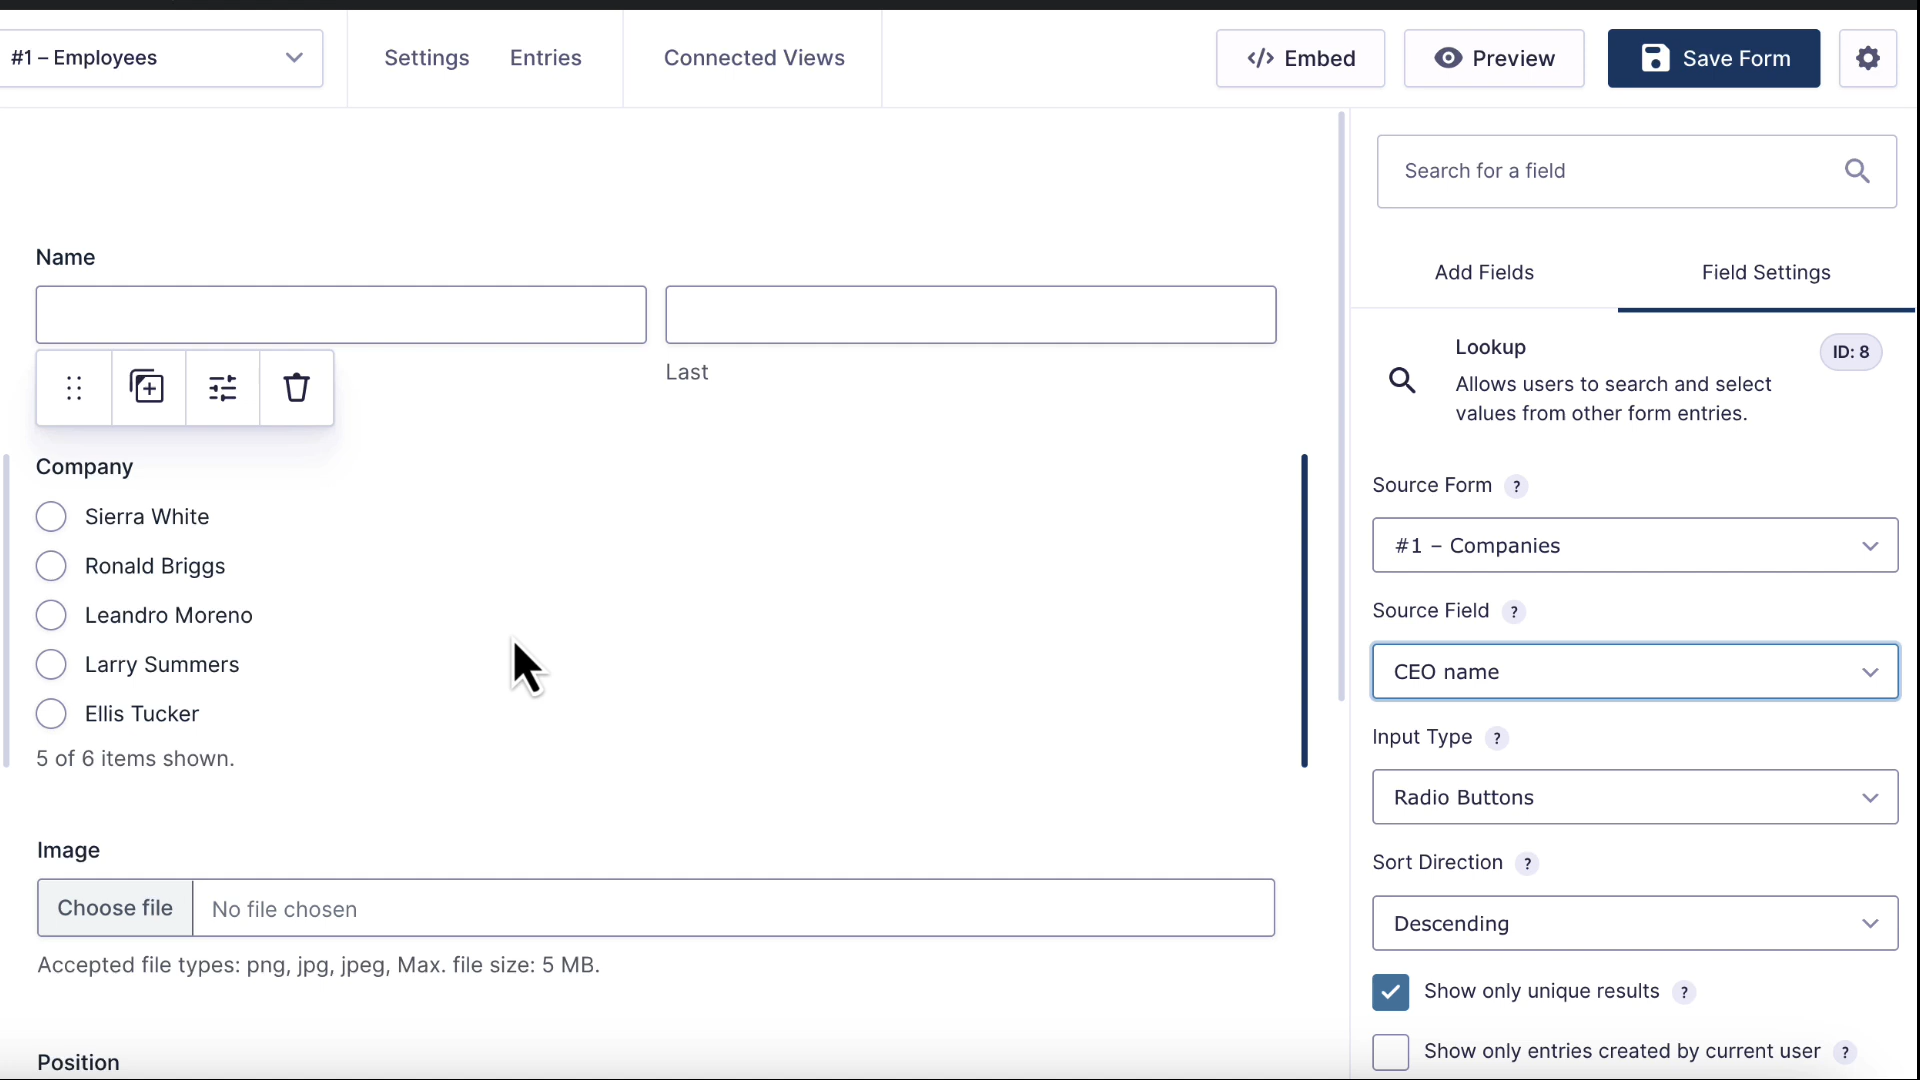 #1 – Employees
Settings
Entries
Connected Views
</> Embed
Preview
Save Form
Search for a field
Add Fields
Field Settings
Name
Last
Lookup
ID: 8
Allows users to search and select
values from other form entries.
Company
Sierra White
Ronald Briggs
Leandro Moreno
Larry Summers
Ellis Tucker
5 of 6 items shown.
Source Form ?
#1 – Companies
Source Field ?
CEO name
Input Type ?
Radio Buttons
Sort Direction ?
Descending
Show only unique results ?
Show only entries created by current user ?
Image
Choose file
No file chosen
Accepted file types: png, jpg, jpeg, Max. file size: 5 MB.
Position